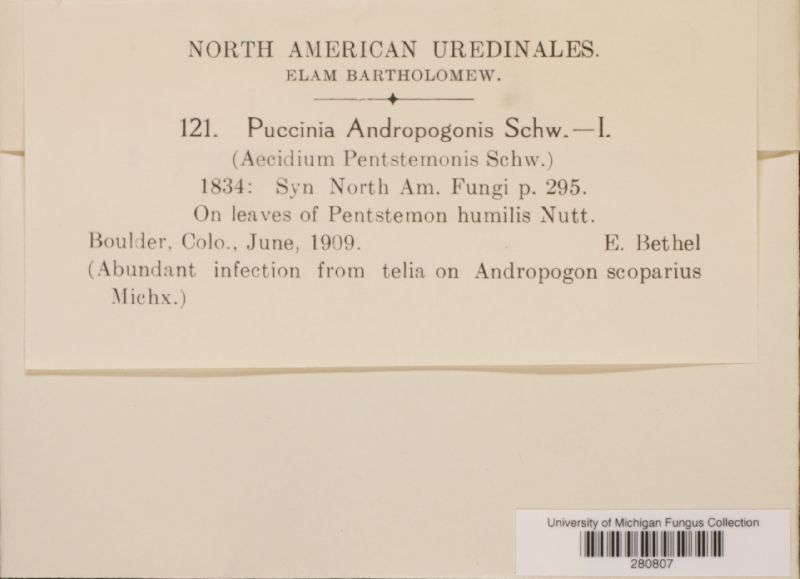 NORTH AMERICAN UREDINALES.
ELAM BARTHOLOMEW.
121. Puccinia Andropogonis Schw.—I.
(Aecidium Pentstemonis Schw.)
1834: Syn North Am. Fungi p. 295.
On leaves of Pentstemon humilis Nutt.
Boulder, Colo., June, 1909. E. Bethel
(Abundant infection from telia on Andropogon scoparius
Michx.)
University of Michigan Fungus Collection
280807